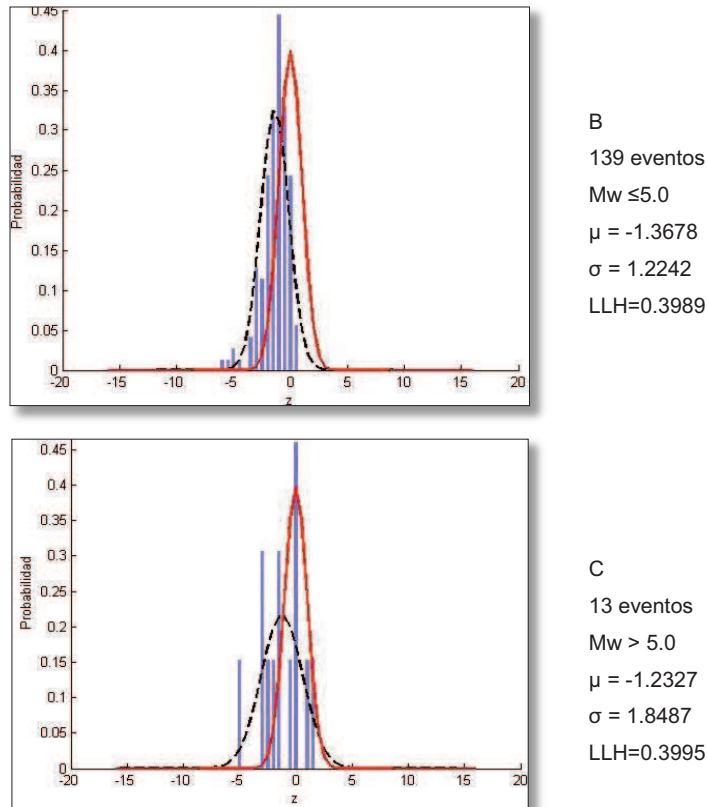 0.45
0.4
0.35
0.3
0.25
0.2
0.15
0.1
0.05
0
Probabilidad
-20 -15 -10 -5 0 5 10 15 20
z
B
139 eventos
Mw ≤5.0
μ = -1.3678
σ = 1.2242
LLH=0.3989
0.45
0.4
0.35
0.3
0.25
0.2
0.15
0.1
0.05
0
Probabilidad
-20 -15 -10 -5 0 5 10 15 20
z
C
13 eventos
Mw > 5.0
μ = -1.2327
σ = 1.8487
LLH=0.3995